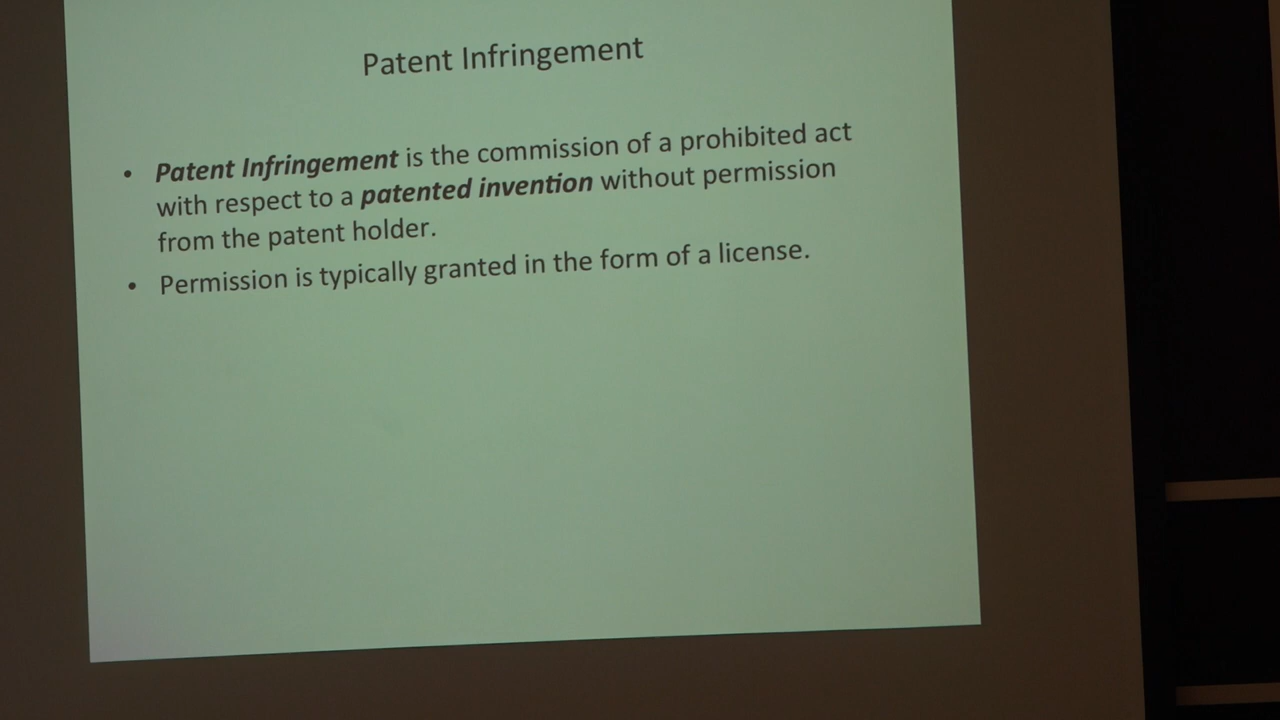 Patent Infringement
• Patent Infringement is the commission of a prohibited act
with respect to a patented invention without permission
from the patent holder.
• Permission is typically granted in the form of a license.